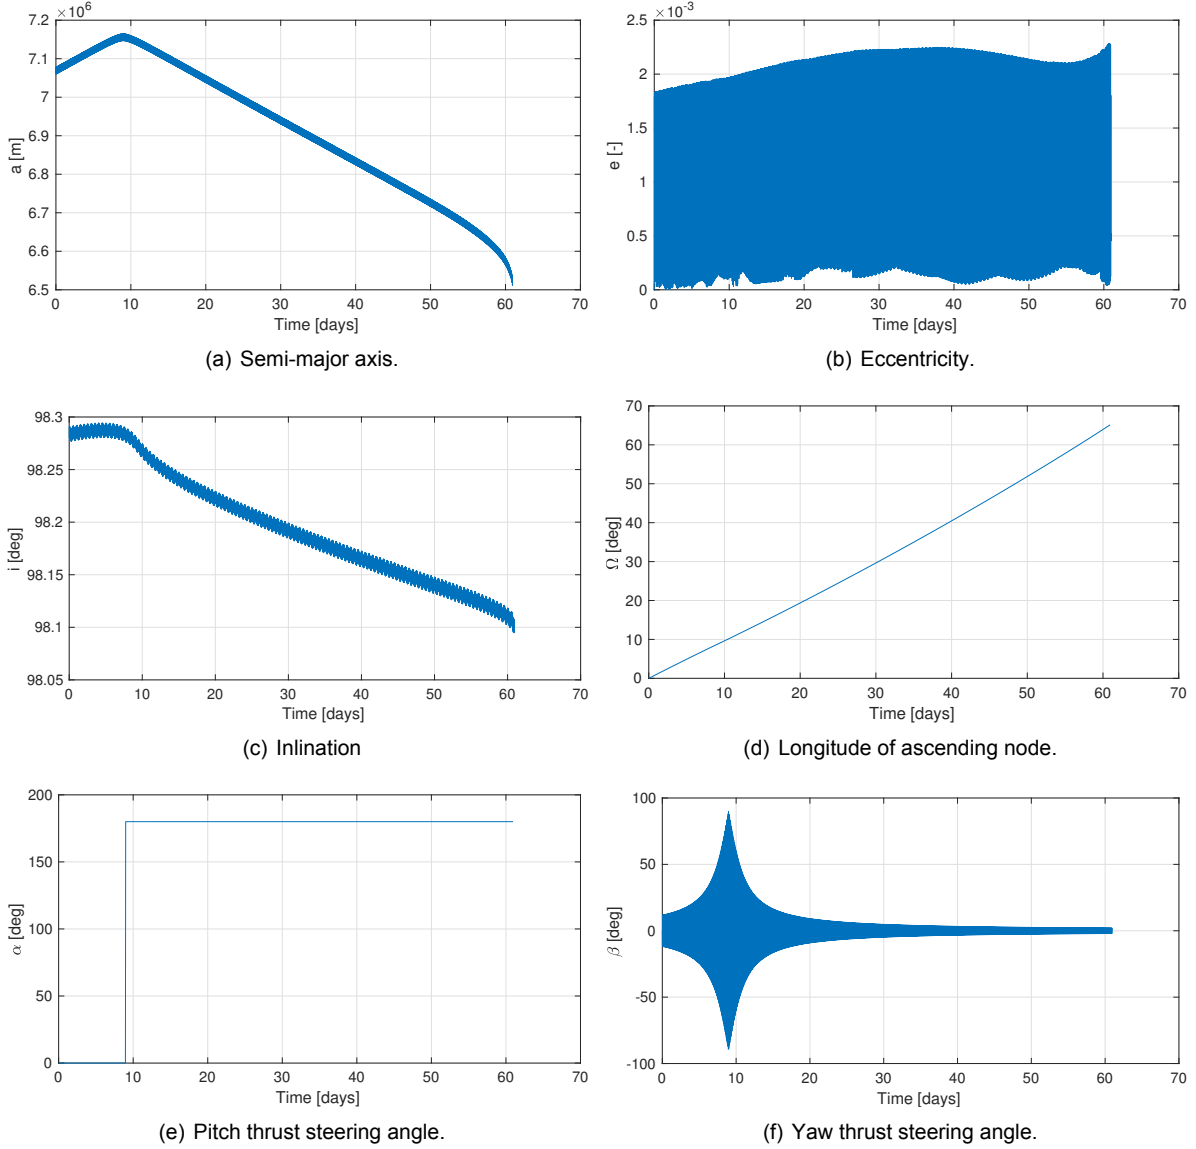 ×10⁶
7.2
7.1
7
6.9
6.8
6.7
6.6
6.5
a [m]
0 10 20 30 40 50 60 70
Time [days]
(a) Semi-major axis.
×10⁻³
2.5
2
1.5
1
0.5
0
e [-]
0 10 20 30 40 50 60 70
Time [days]
(b) Eccentricity.
98.3
98.25
98.2
98.15
98.1
98.05
i [deg]
0 10 20 30 40 50 60 70
Time [days]
(c) Inlination
70
60
50
40
30
20
10
0
Ω [deg]
0 10 20 30 40 50 60 70
Time [days]
(d) Longitude of ascending node.
200
150
100
50
0
α [deg]
0 10 20 30 40 50 60 70
Time [days]
(e) Pitch thrust steering angle.
100
50
0
-50
-100
β [deg]
0 10 20 30 40 50 60 70
Time [days]
(f) Yaw thrust steering angle.